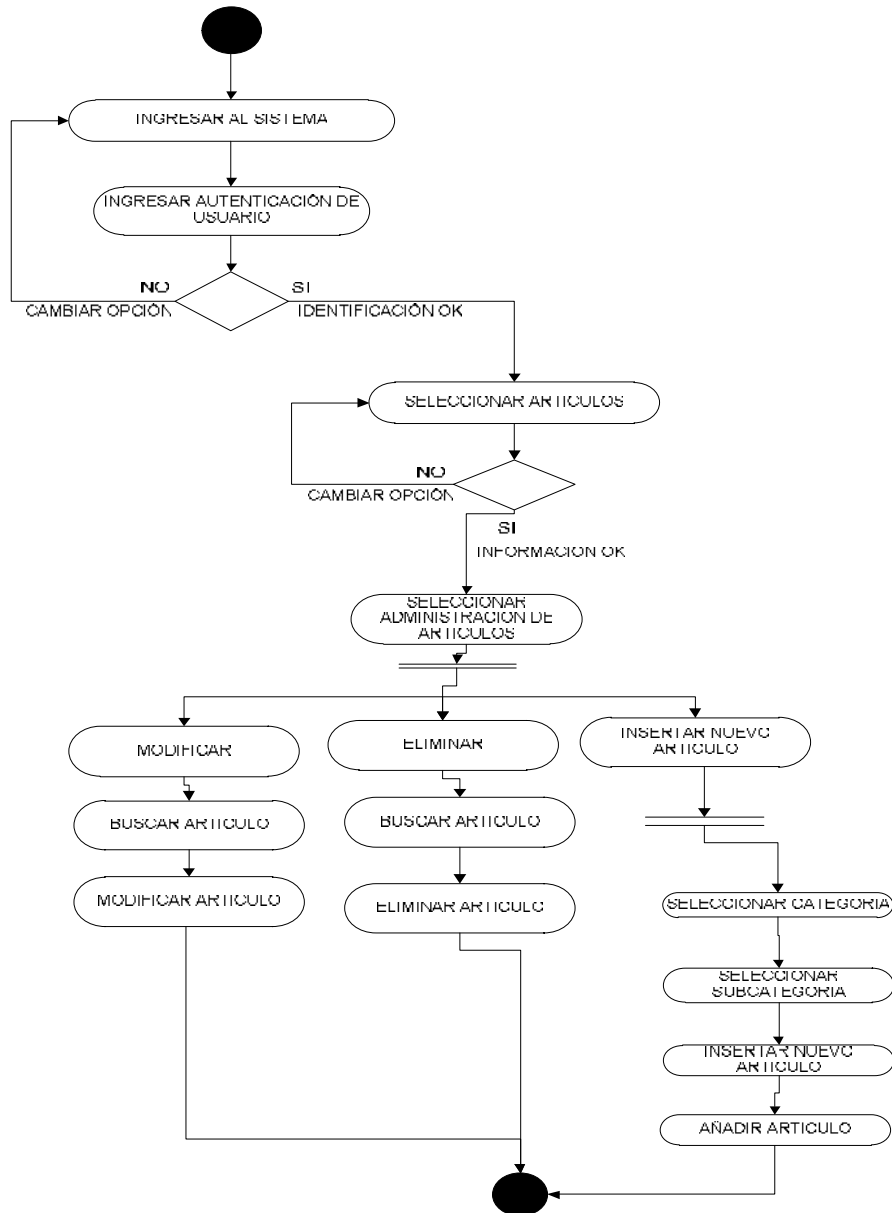 INGRESAR AL SISTEMA
INGRESAR AUTENTICACIÓN DE
USUARIO
NO
SI
CAMBIAR OPCIÓN
IDENTIFICACIÓN OK
SELECCIONAR ARTICULOS
NO
CAMBIAR OPCIÓN
SI
INFORMACION OK
SELECCIONAR
ADMINISTRACION DE
ARTICULOS
MODIFICAR
ELIMINAR
INSERTAR NUEVO
ARTICULO
BUSCAR ARTICULO
BUSCAR ARTICULO
MODIFICAR ARTICULO
ELIMINAR ARTICULO
SELECCIONAR CATEGORIA
SELECCIONAR
SUBCATEGORIA
INSERTAR NUEVO
ARTICULO
AÑADIR ARTICULO